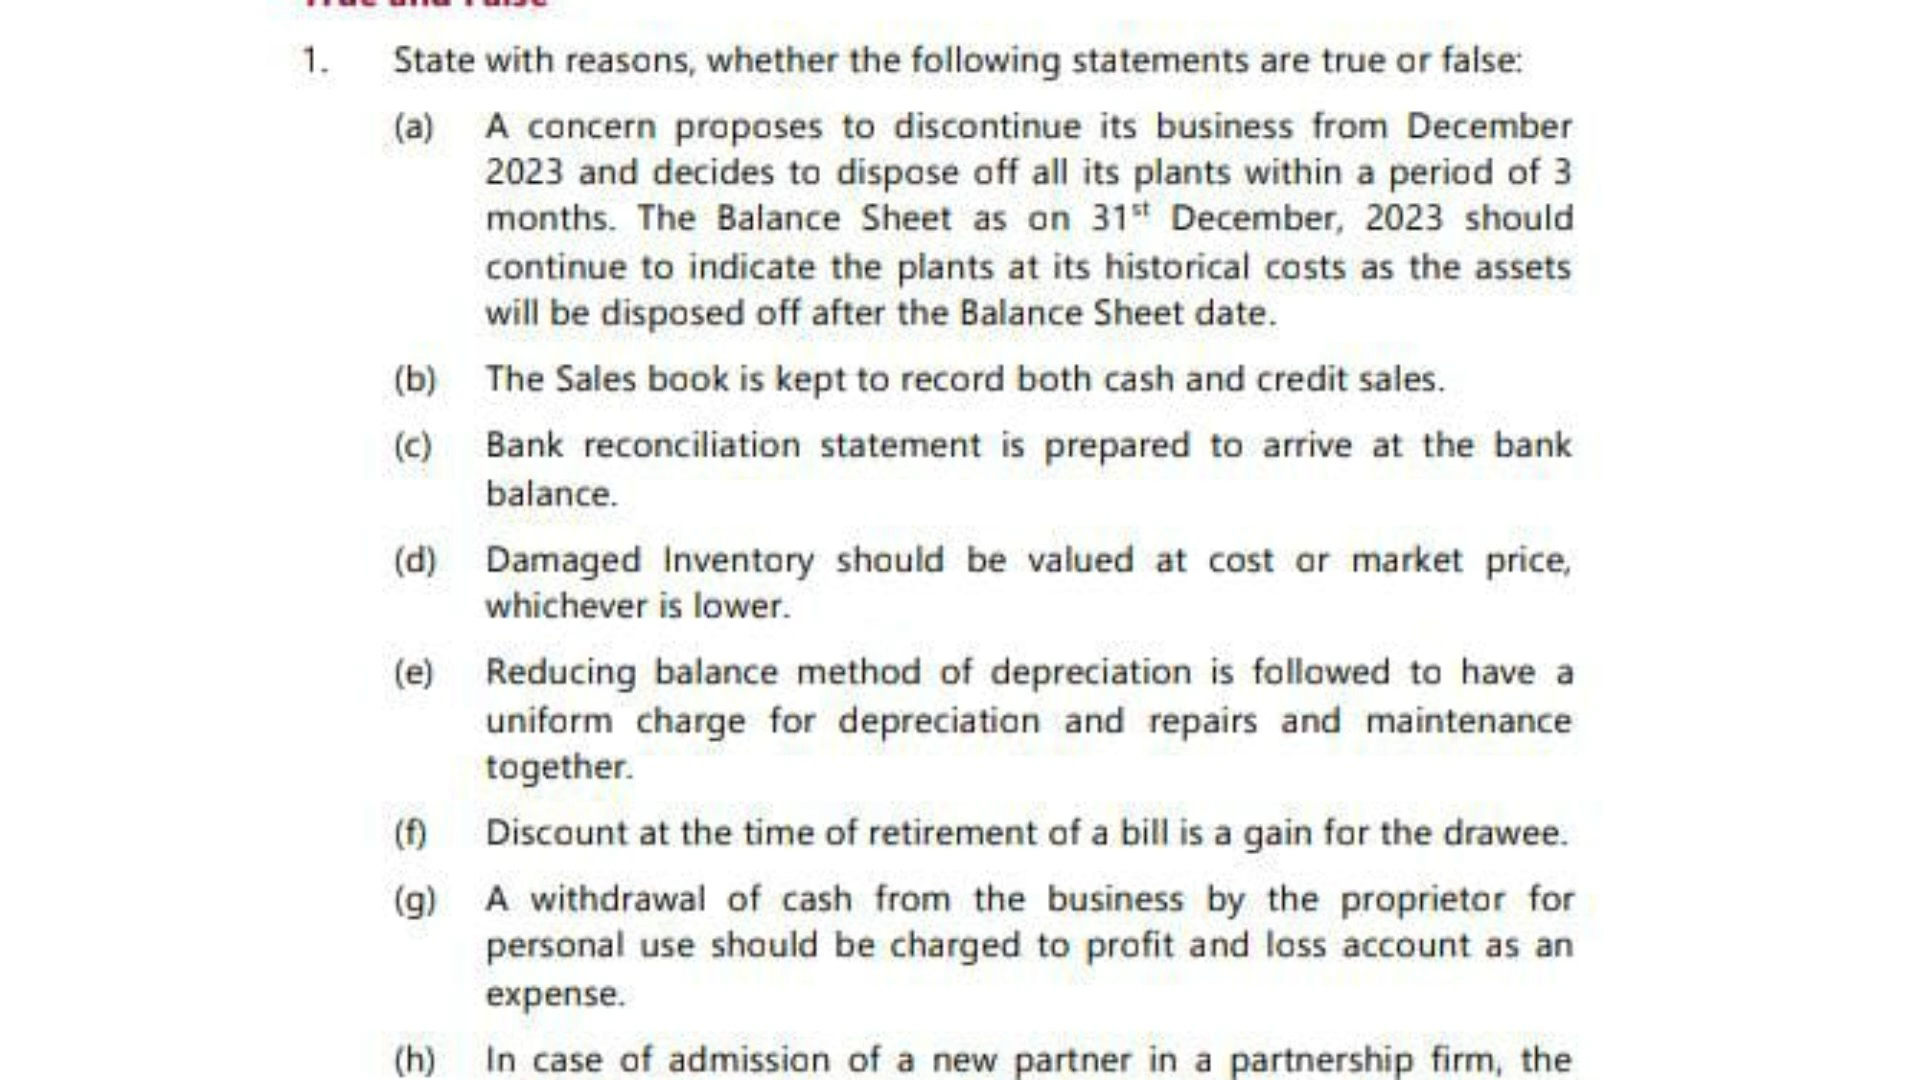 True and False
1. State with reasons, whether the following statements are true or false:
(a) A concern proposes to discontinue its business from December
2023 and decides to dispose off all its plants within a period of 3
months. The Balance Sheet as on 31st December, 2023 should
continue to indicate the plants at its historical costs as the assets
will be disposed off after the Balance Sheet date.
(b) The Sales book is kept to record both cash and credit sales.
(c) Bank reconciliation statement is prepared to arrive at the bank
balance.
(d) Damaged Inventory should be valued at cost or market price,
whichever is lower.
(e) Reducing balance method of depreciation is followed to have a
uniform charge for depreciation and repairs and maintenance
together.
(f) Discount at the time of retirement of a bill is a gain for the drawee.
(g) A withdrawal of cash from the business by the proprietor for
personal use should be charged to profit and loss account as an
expense.
(h) In case of admission of a new partner in a partnership firm, the